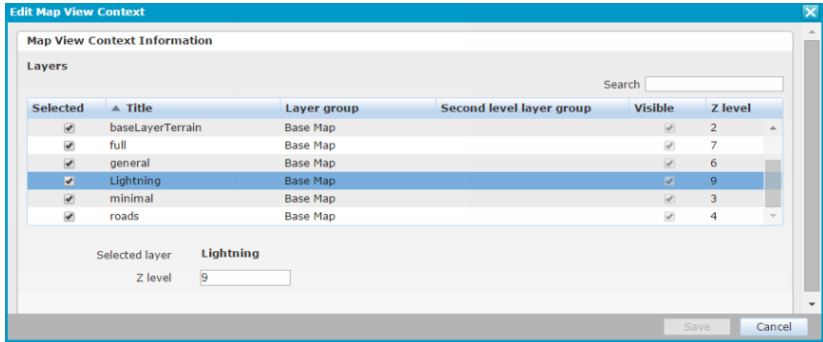 Edit Map View Context
Map View Context Information
Layers
Search
Selected Title Layer group Second level layer group Visible Z level
baseLayerTerrain Base Map 2
full Base Map 7
general Base Map 6
Lightning Base Map 9
minimal Base Map 3
roads Base Map 4
Selected layer Lightning
Z level 9
Save Cancel